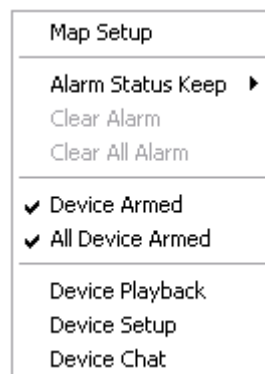 Map Setup
Alarm Status Keep
Clear Alarm
Clear All Alarm
Device Armed
All Device Armed
Device Playback
Device Setup
Device Chat